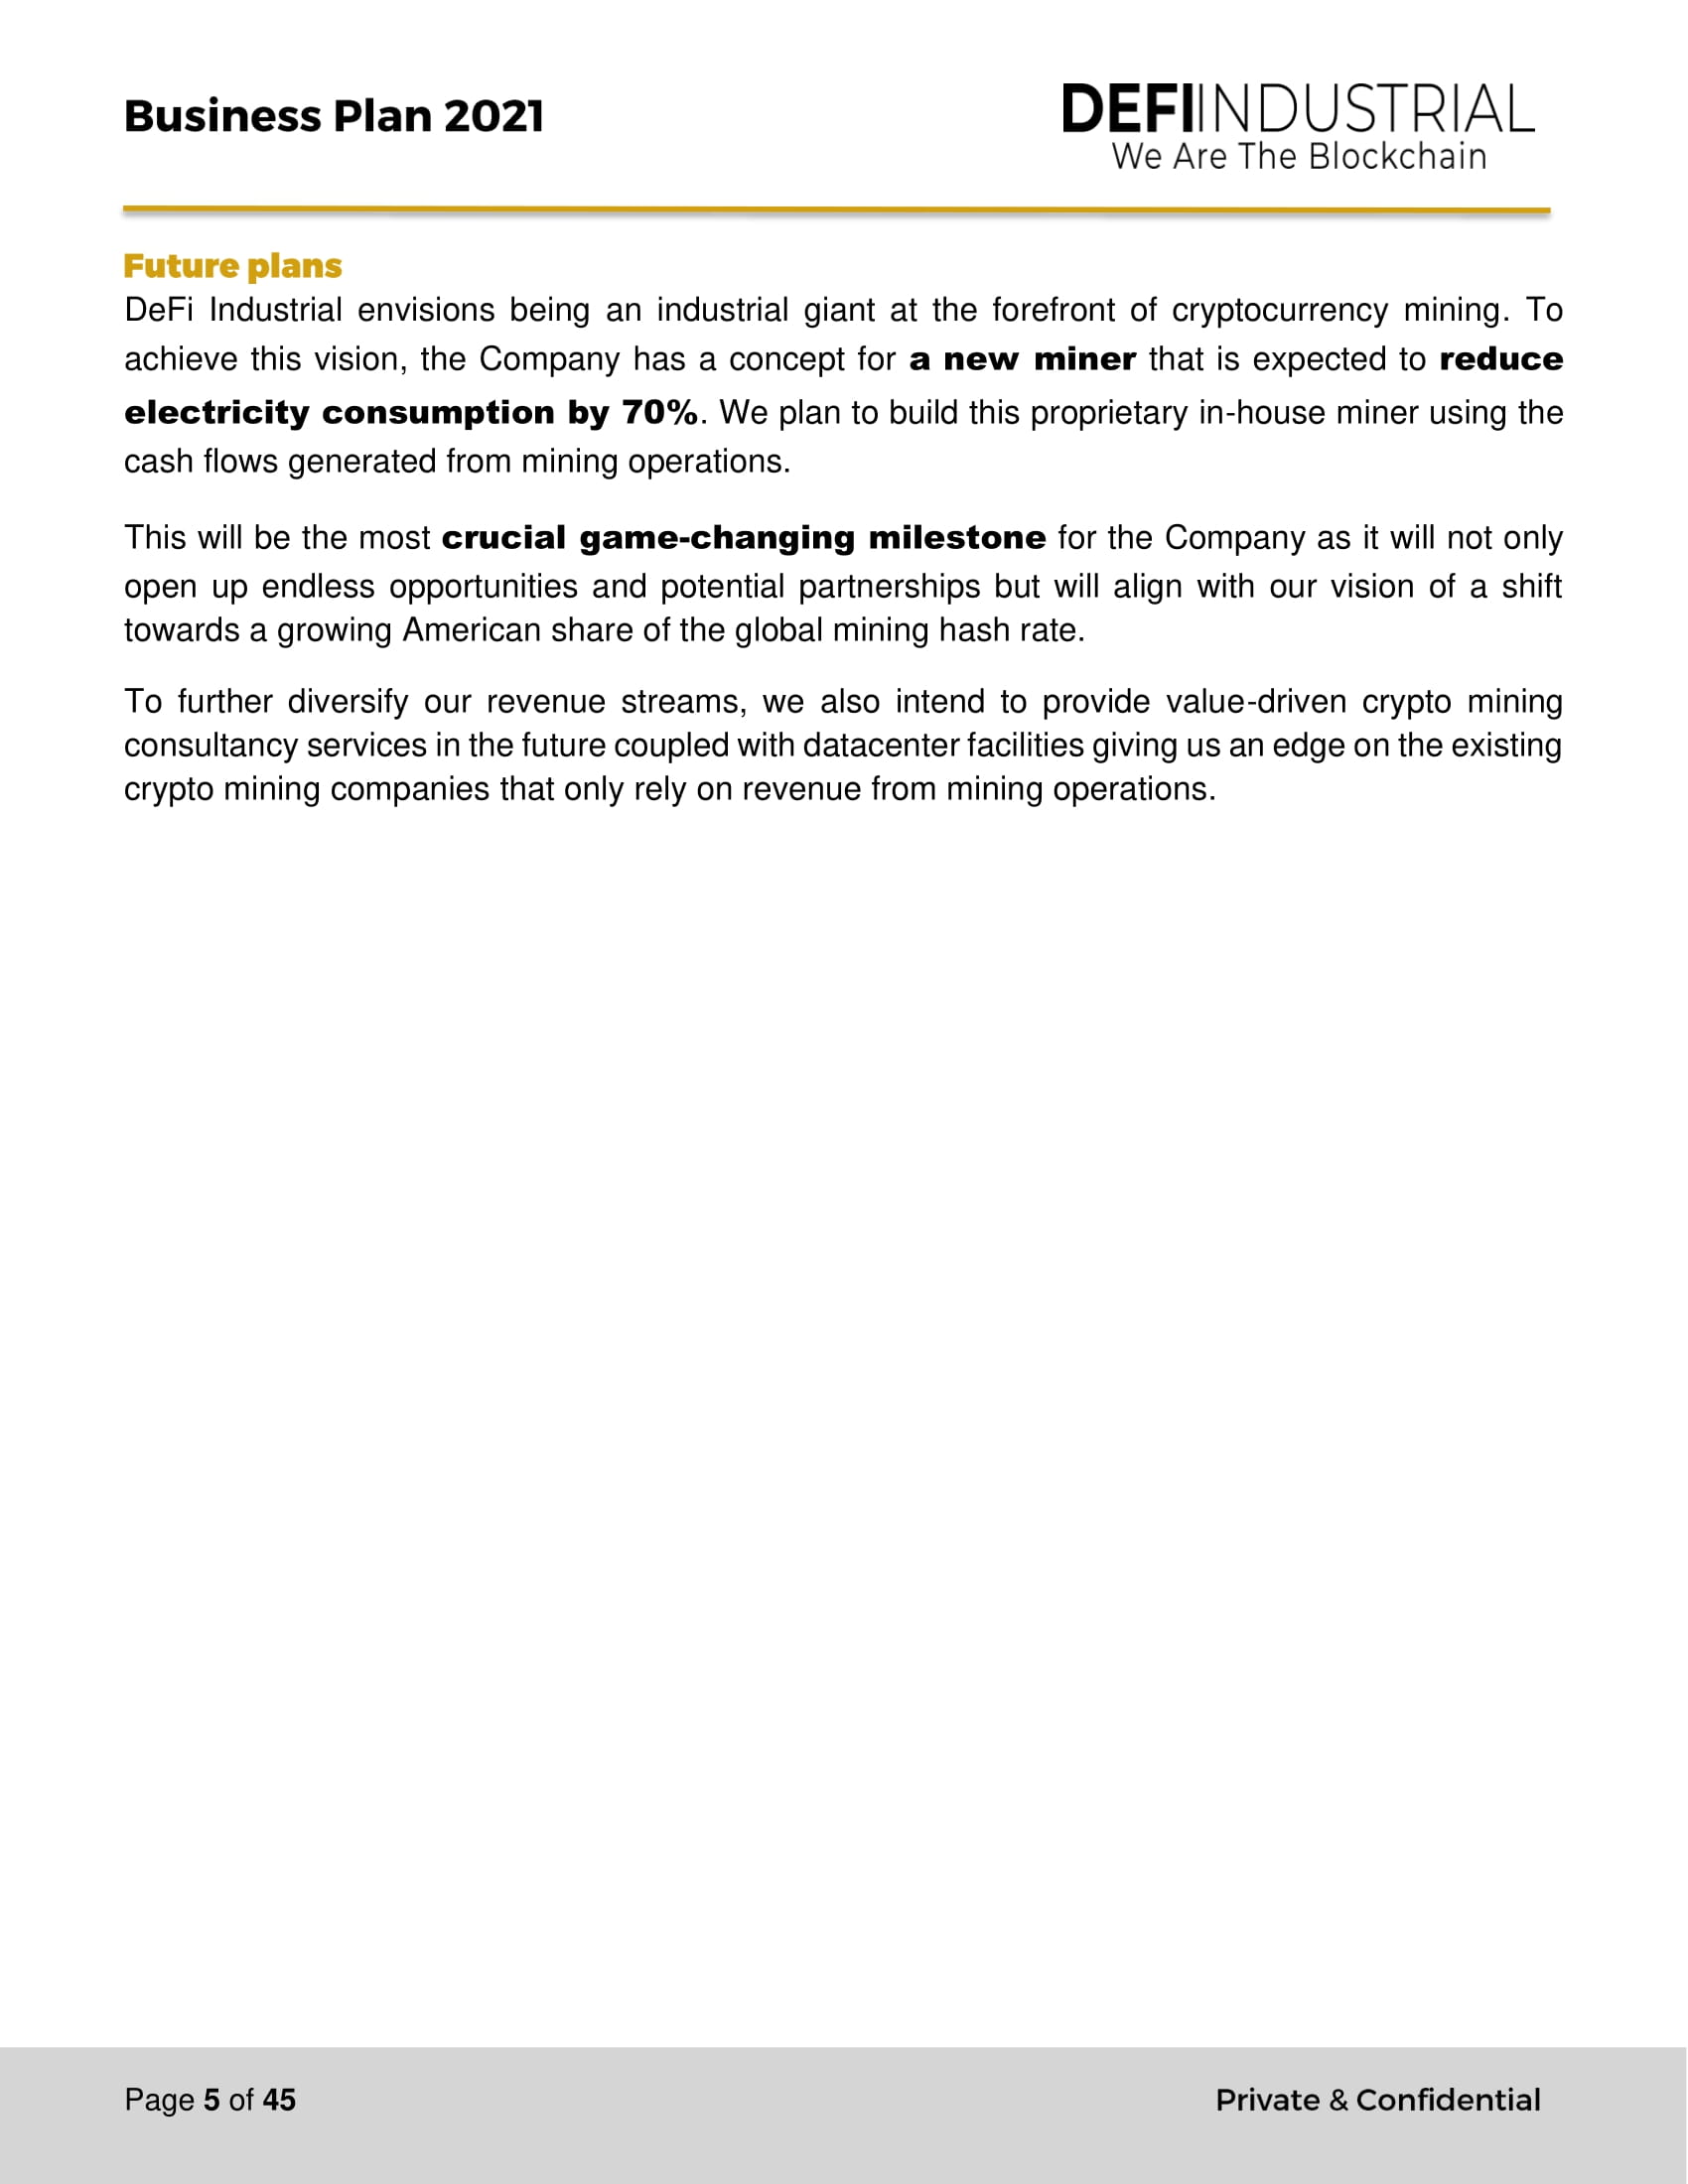 Business Plan 2021
DEFIINDUSTRIAL
We Are The Blockchain
Future plans
DeFi Industrial envisions being an industrial giant at the forefront of cryptocurrency mining. To
achieve this vision, the Company has a concept for a new miner that is expected to reduce
electricity consumption by 70%. We plan to build this proprietary in-house miner using the
cash flows generated from mining operations.
This will be the most crucial game-changing milestone for the Company as it will not only
open up endless opportunities and potential partnerships but will align with our vision of a shift
towards a growing American share of the global mining hash rate.
To further diversify our revenue streams, we also intend to provide value-driven crypto mining
consultancy services in the future coupled with datacenter facilities giving us an edge on the existing
crypto mining companies that only rely on revenue from mining operations.
Page 5 of 45
Private & Confidential